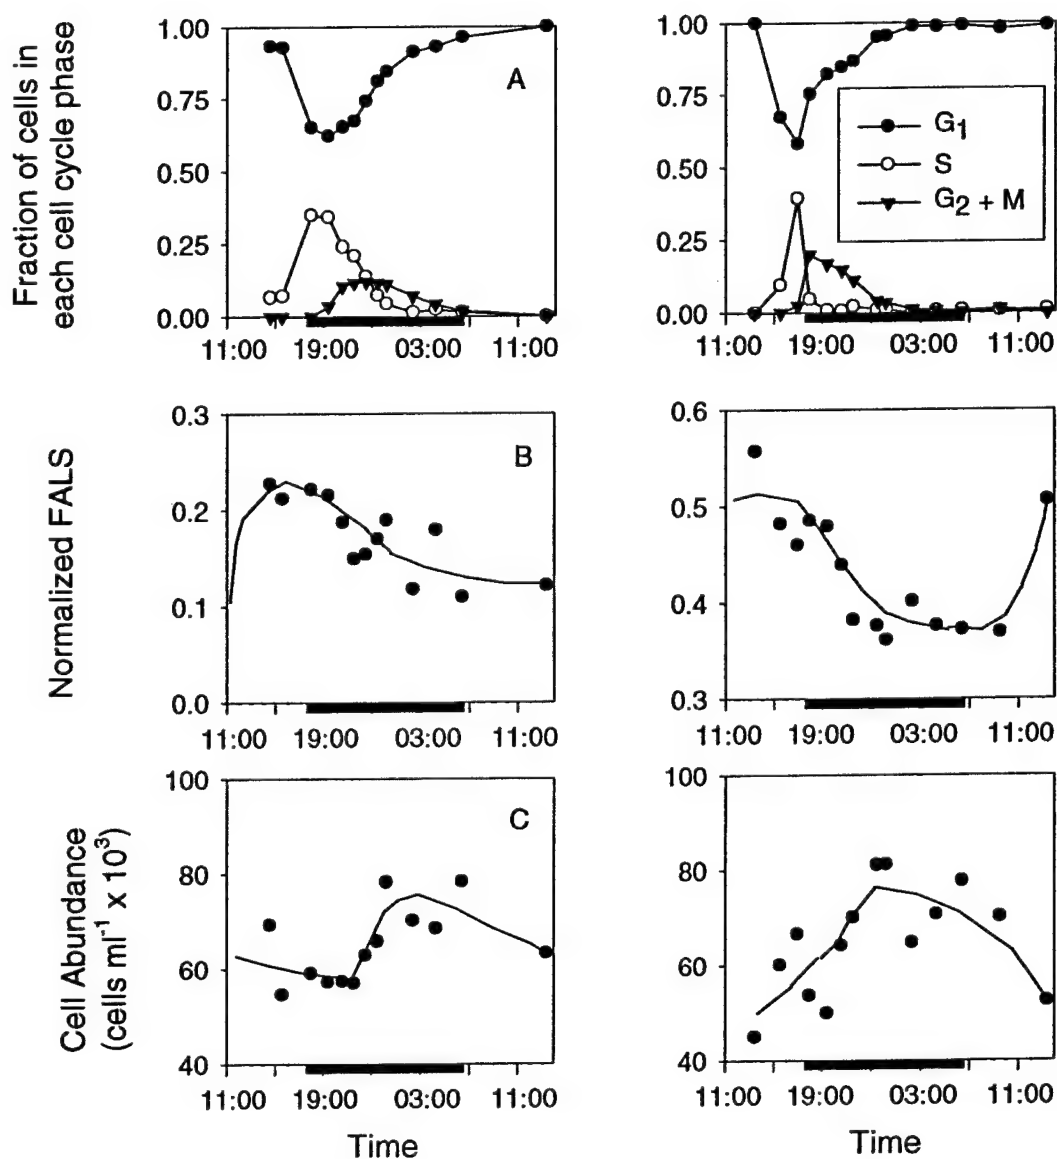 Fraction of cells in
each cell cycle phase
1.00
0.75
0.50
0.25
0.00
A
11:00 19:00 03:00 11:00
1.00
0.75
0.50
0.25
0.00
G1
S
G2 + M
11:00 19:00 03:00 11:00
Normalized FALS
0.3
0.2
0.1
0.0
B
11:00 19:00 03:00 11:00
0.6
0.5
0.4
0.3
11:00 19:00 03:00 11:00
Cell Abundance
(cells ml⁻¹ x 10³)
100
80
60
40
C
11:00 19:00 03:00 11:00
Time
100
80
60
40
11:00 19:00 03:00 11:00
Time